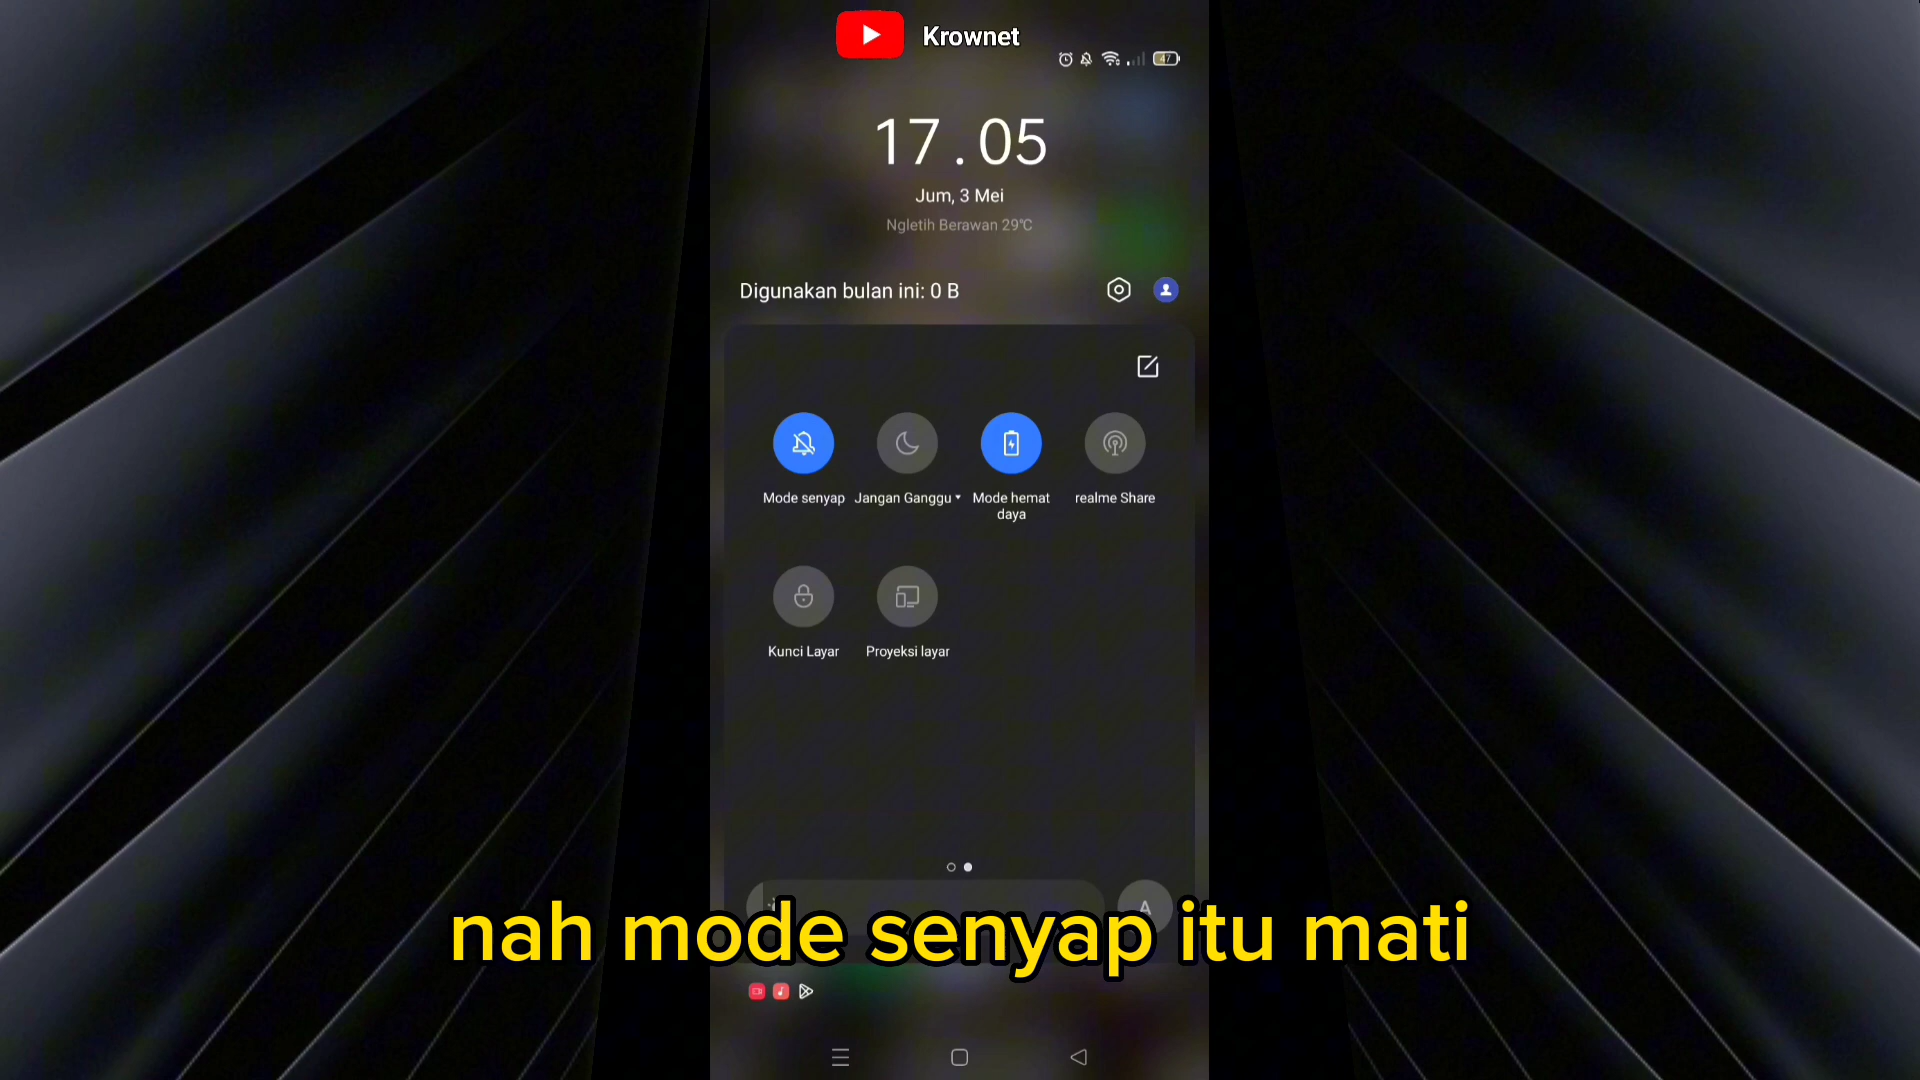 Krownet
47
17.05
Jum, 3 Mei
Ngletih Berawan 29°C
Digunakan bulan ini: 0 B
Mode senyap
Jangan Ganggu
Mode hemat
daya
realme Share
Kunci Layar
Proyeksi layar
A
nah mode senyap itu mati